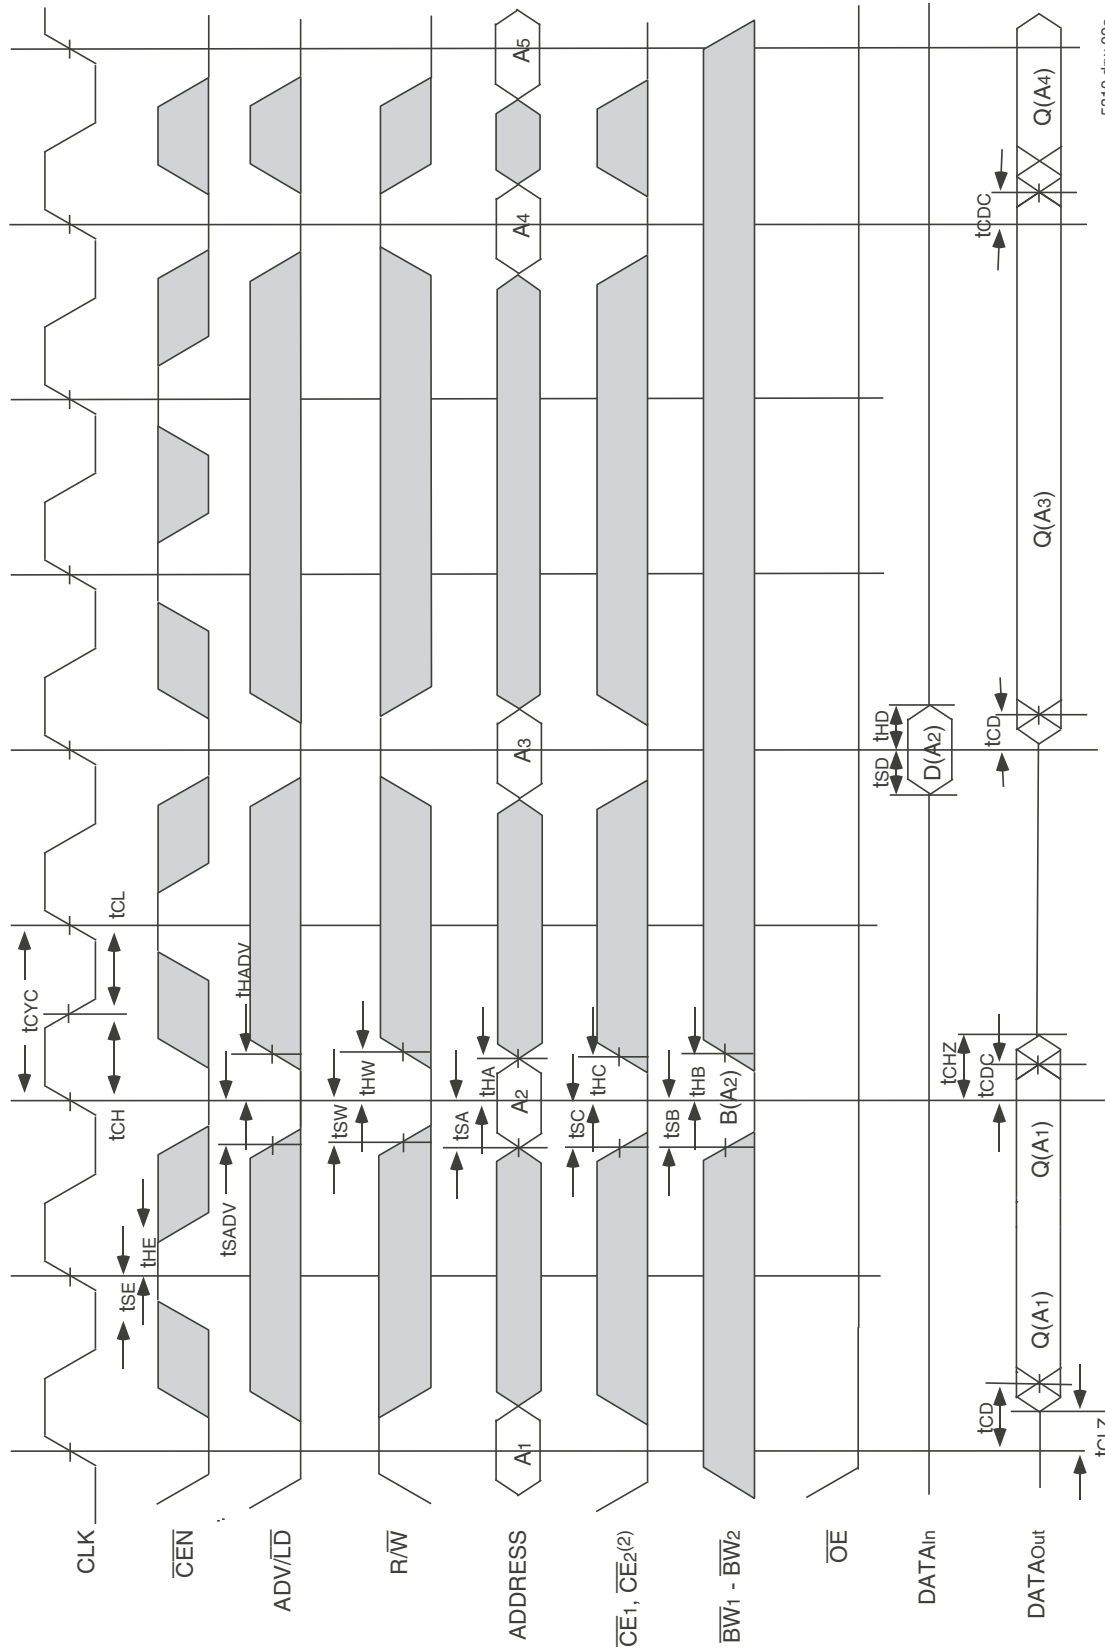 CLK
tCYC
tCH
tCL
CEN
tSE
tHE
ADV/LD
tSADV
tHADV
R/W
tSW
tHW
ADDRESS
A1
A2
A3
A4
A5
tSA
tHA
CE1, CE2(2)
tSC
tHC
BW1 - BW2
tSB
tHB
B(A2)
OE
DATAIn
tSD
tHD
D(A2)
DATAOut
tCD
tCLZ
Q(A1)
Q(A1)
tCHZ
tCDC
tCD
Q(A3)
tCDC
Q(A4)